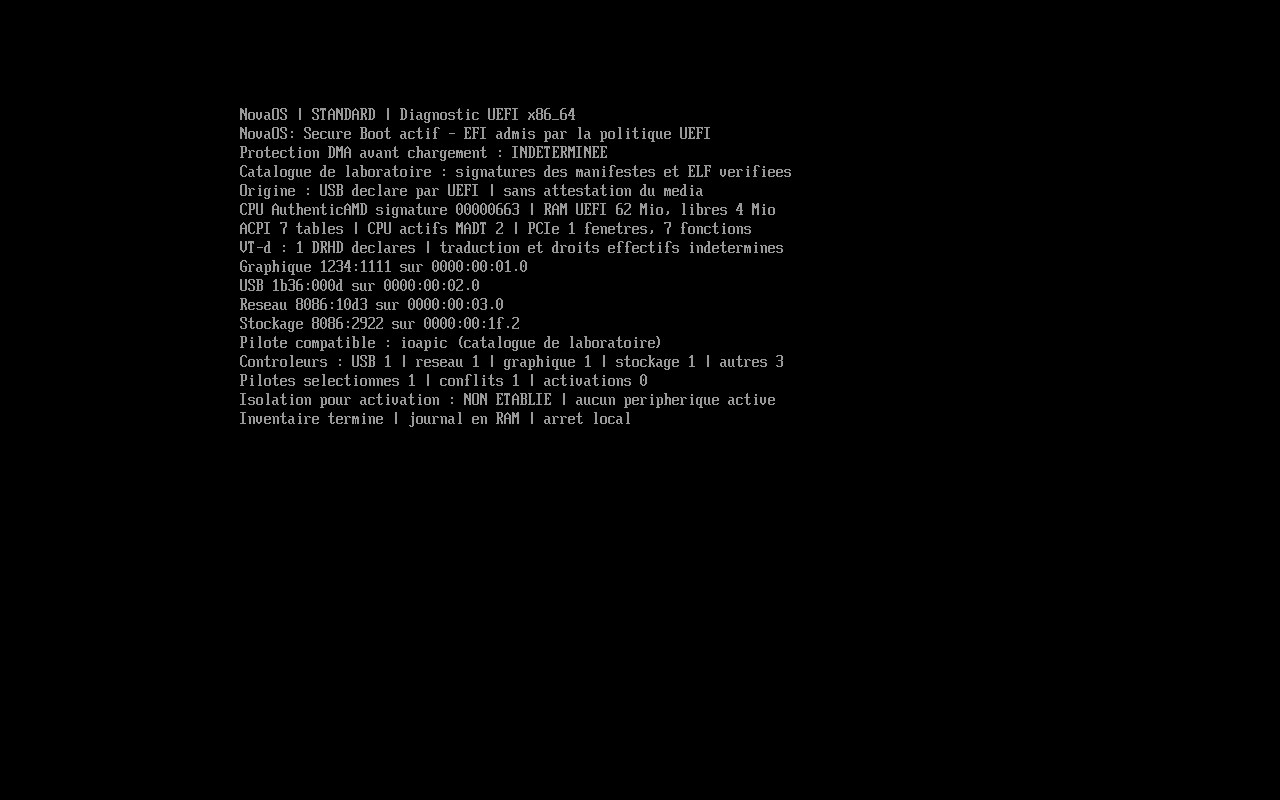 NovaOS | STANDARD | Diagnostic UEFI x86_64
NovaOS: Secure Boot actif - EFI admis par la politique UEFI
Protection DMA avant chargement : INDETERMINEE
Catalogue de laboratoire : signatures des manifestes et ELF verifiees
Origine : USB declare par UEFI | sans attestation du media
CPU AuthenticAMD signature 00000663 | RAM UEFI 62 Mio, libres 4 Mio
ACPI 7 tables | CPU actifs MADT 2 | PCIe 1 fenetres, 7 fonctions
VT-d : 1 DRHD declares | traduction et droits effectifs indetermines
Graphique 1234:1111 sur 0000:00:01.0
USB 1b36:000d sur 0000:00:02.0
Reseau 8086:10d3 sur 0000:00:03.0
Stockage 8086:2922 sur 0000:00:1f.2
Pilote compatible : ioapic (catalogue de laboratoire)
Controleurs : USB 1 | reseau 1 | graphique 1 | stockage 1 | autres 3
Pilotes selectionnes 1 | conflits 1 | activations 0
Isolation pour activation : NON ETABLIE | aucun peripherique active
Inventaire termine | journal en RAM | arret local